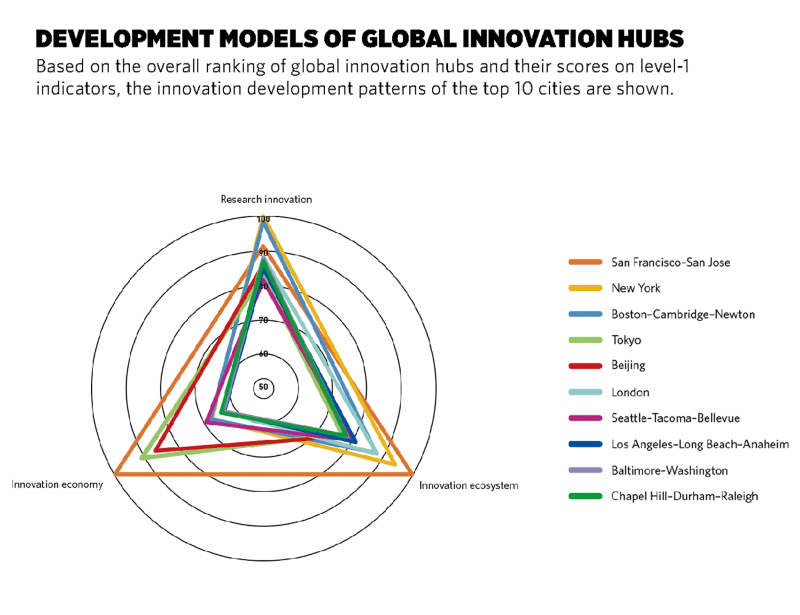 DEVELOPMENT MODELS OF GLOBAL INNOVATION HUBS
Based on the overall ranking of global innovation hubs and their scores on level-1
indicators, the innovation development patterns of the top 10 cities are shown.
Research innovation
100
90
80
70
60
50
Innovation economy
Innovation ecosystem
San Francisco–San Jose
New York
Boston–Cambridge–Newton
Tokyo
Beijing
London
Seattle–Tacoma–Bellevue
Los Angeles–Long Beach–Anaheim
Baltimore–Washington
Chapel Hill–Durham–Raleigh